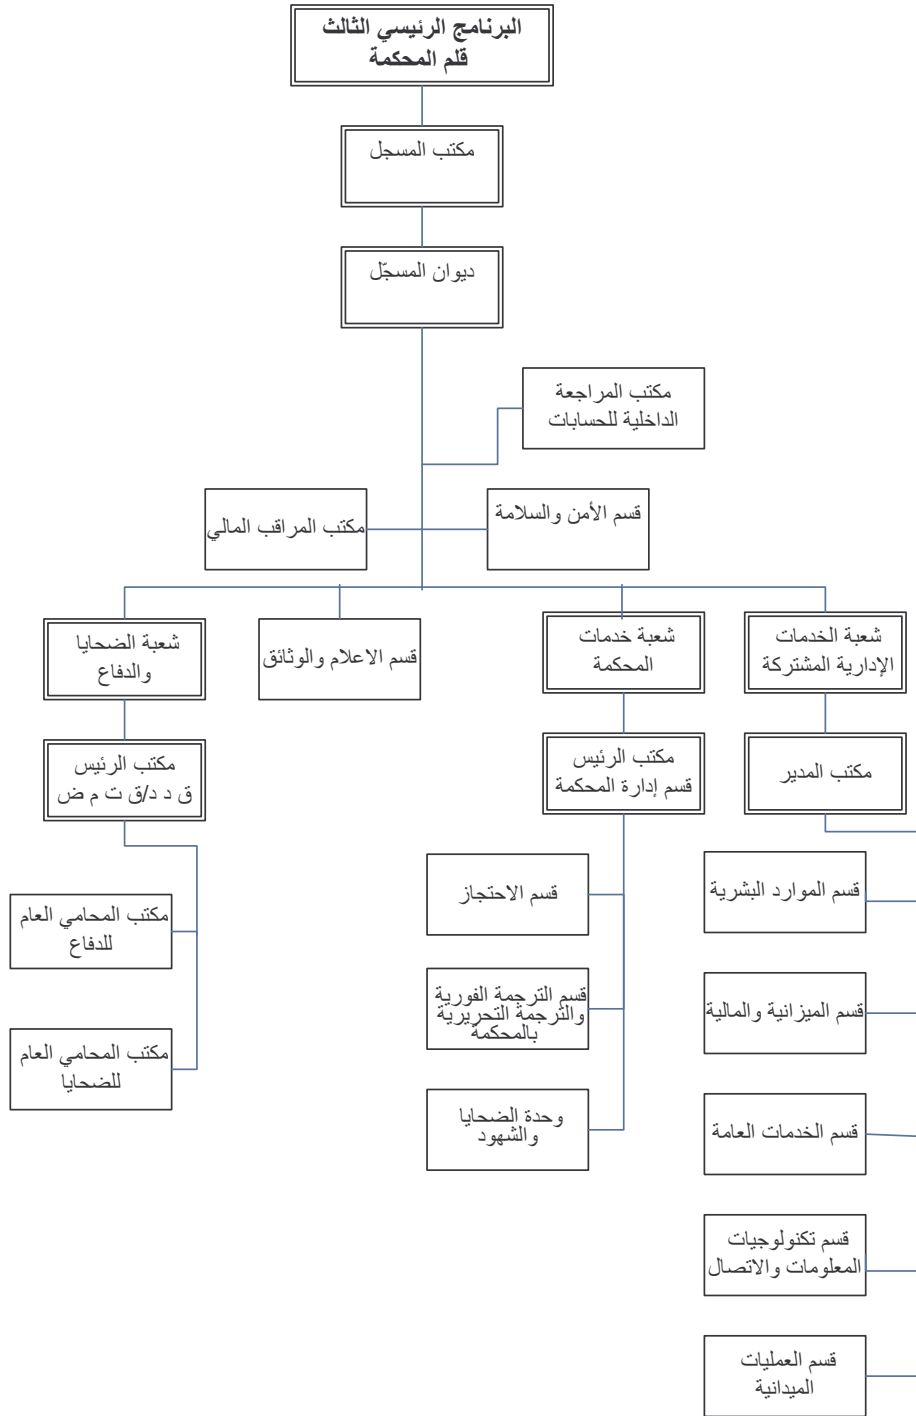 البرنامج الرئيسي الثالث
قلم المحكمة
مكتب المسجل
ديوان المسجّل
مكتب المراجعة
الداخلية للحسابات
قسم الأمن والسلامة
مكتب المراقب المالي
شعبة الخدمات
الإدارية المشتركة
شعبة خدمات
المحكمة
قسم الاعلام والوثائق
شعبة الضحايا
والدفاع
مكتب المدير
مكتب الرئيس
قسم إدارة المحكمة
مكتب الرئيس
ق د د/ق ت م ض
قسم الموارد البشرية
قسم الميزانية والمالية
قسم الخدمات العامة
قسم تكنولوجيات
المعلومات والاتصال
قسم العمليات
الميدانية
قسم الاحتجاز
قسم الترجمة الفورية
والترجمة التحريرية
بالمحكمة
وحدة الضحايا
والشهود
مكتب المحامي العام
للدفاع
مكتب المحامي العام
للضحايا